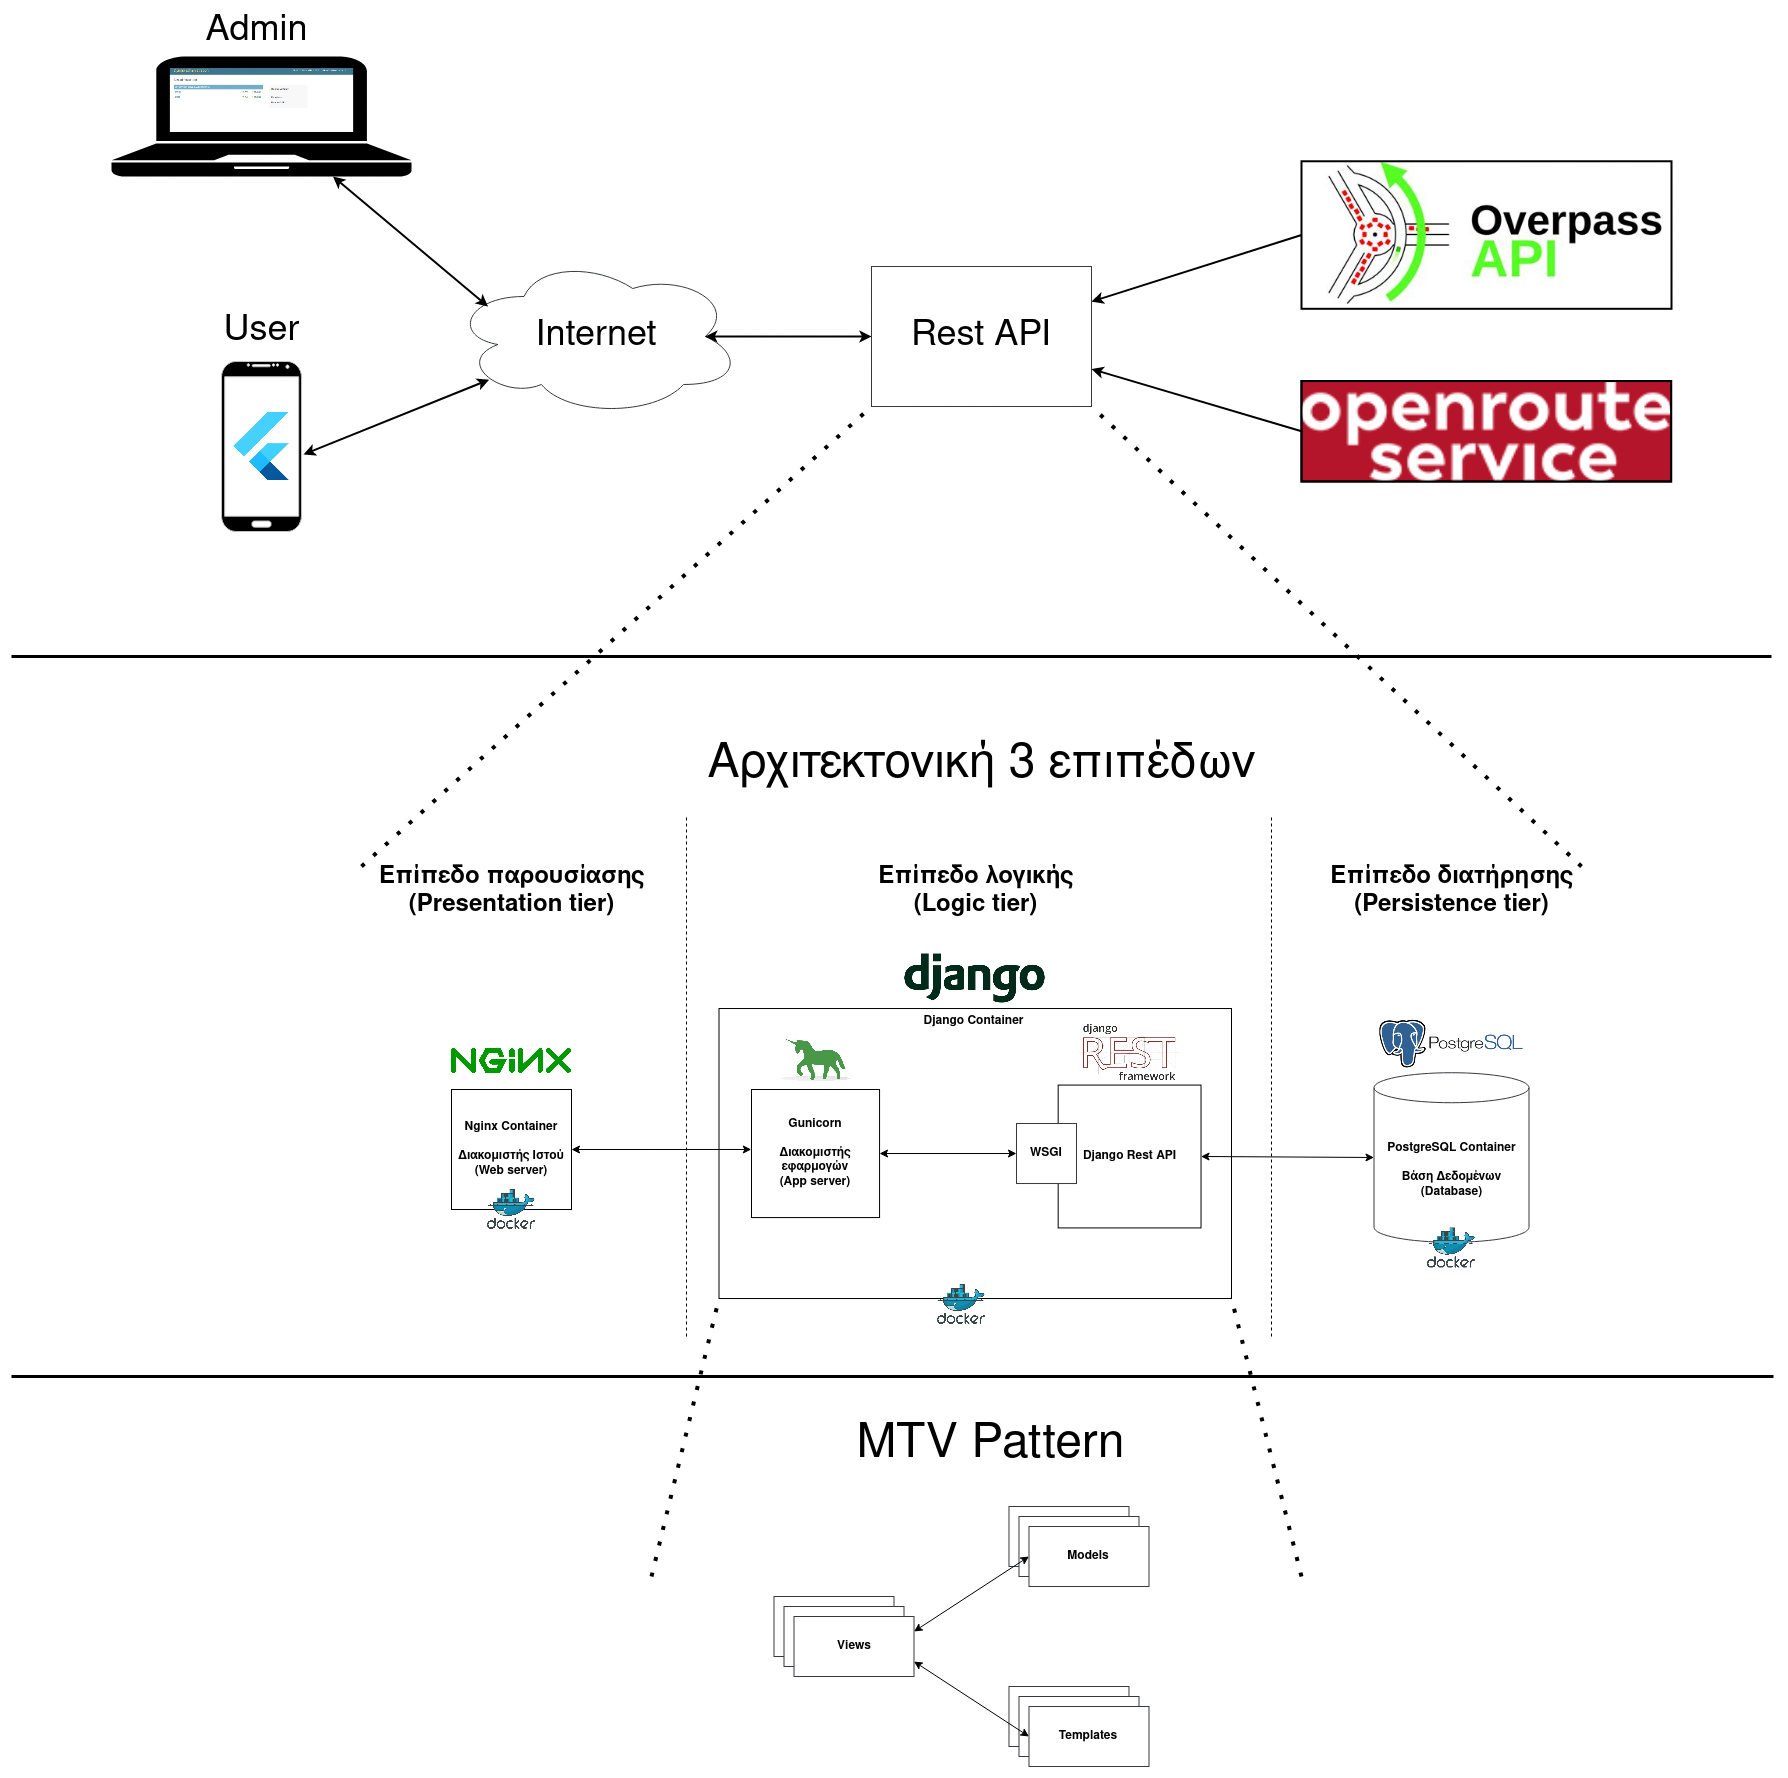 Admin
User
Internet
Rest API
Overpass
API
openroute
service
Αρχιτεκτονική 3 επιπέδων
Επίπεδο παρουσίασης
(Presentation tier)
Επίπεδο λογικής
(Logic tier)
Επίπεδο διατήρησης
(Persistence tier)
django
Django Container
NGiNX
Nginx Container
Διακομιστής Ιστού
(Web server)
docker
Gunicorn
Διακομιστής
εφαρμογών
(App server)
django
REST
framework
WSGI
Django Rest API
docker
PostgreSQL
PostgreSQL Container
Βάση Δεδομένων
(Database)
docker
MTV Pattern
Models
Views
Templates